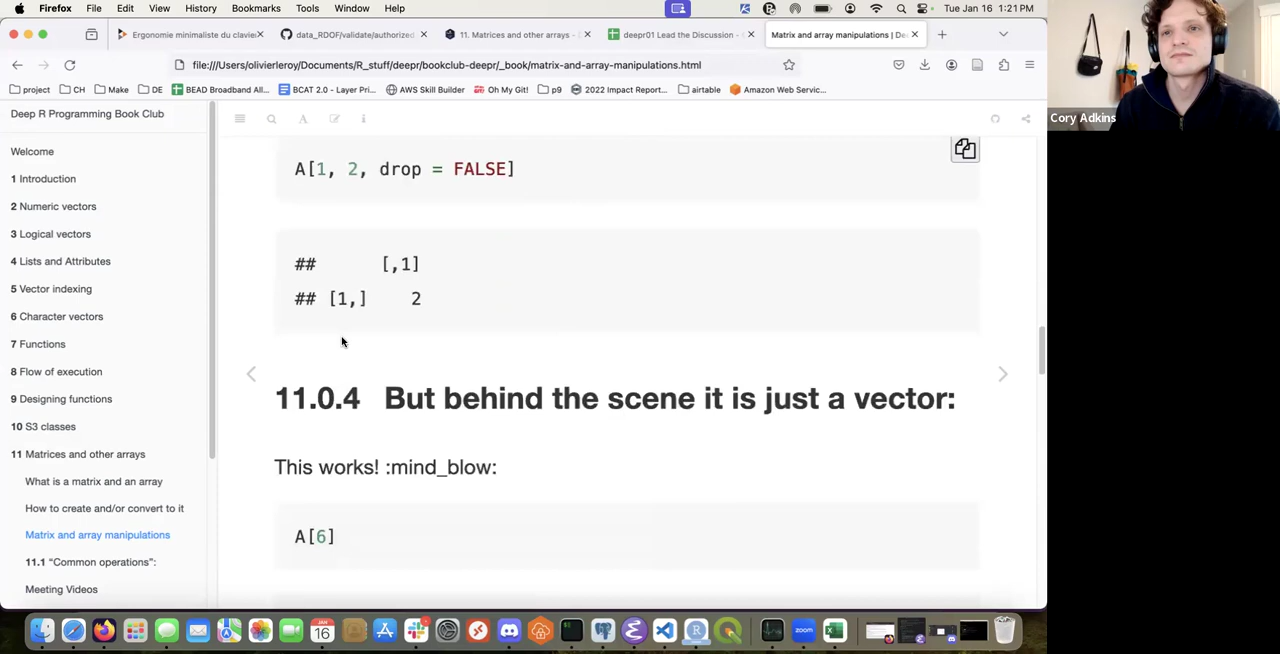 Firefox File Edit View History Bookmarks Tools Window Help Tue Jan 16 1:21 PM
Ergonomie minimaliste du clavier
data_RDOF/validate/authorized
11. Matrices and other arrays -
deepr01 Lead the Discussion -
Matrix and array manipulations | De
file:///Users/olivierleroy/Documents/R_stuff/deepr/bookclub-deepr/_book/matrix-and-array-manipulations.html
project CH Make DE BEAD Broadband All... BCAT 2.0 - Layer Pri... AWS Skill Builder Oh My Git! p9 2022 Impact Report... airtable Amazon Web Servic...
Deep R Programming Book Club
Welcome
1 Introduction
2 Numeric vectors
3 Logical vectors
4 Lists and Attributes
5 Vector indexing
6 Character vectors
7 Functions
8 Flow of execution
9 Designing functions
10 S3 classes
11 Matrices and other arrays
What is a matrix and an array
How to create and/or convert to it
Matrix and array manipulations
11.1 “Common operations”:
Meeting Videos
A[1, 2, drop = FALSE]
## [,1]
## [1,] 2
11.0.4 But behind the scene it is just a vector:
This works! :mind_blow:
A[6]
Cory Adkins
JAN
16
zoom